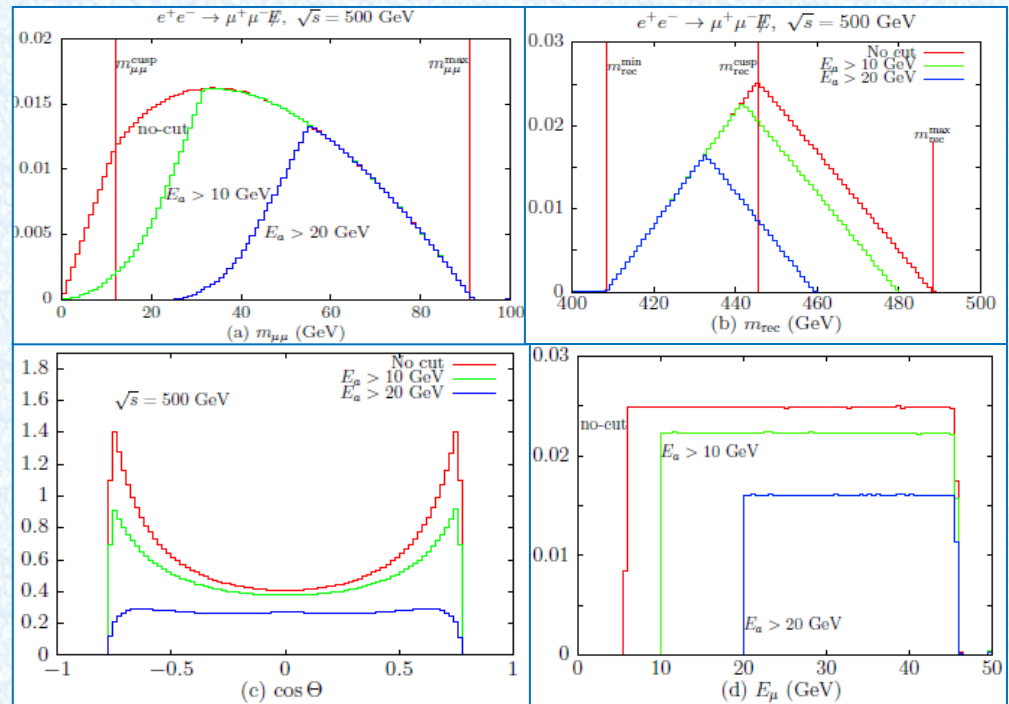 e⁺e⁻ → μ⁺μ⁻E̸, √s = 500 GeV
0.02
0.015
0.01
0.005
0
m_μμ^cusp
m_μμ^max
no-cut
E_a > 10 GeV
E_a > 20 GeV
0 20 40 60 80 100
(a) m_μμ (GeV)
e⁺e⁻ → μ⁺μ⁻E̸, √s = 500 GeV
0.03
0.02
0.01
0
No cut
E_a > 10 GeV
E_a > 20 GeV
m_rec^min
m_rec^cusp
m_rec^max
400 420 440 460 480 500
(b) m_rec (GeV)
1.8
1.6
1.4
1.2
1
0.8
0.6
0.4
0.2
0
No cut
E_a > 10 GeV
E_a > 20 GeV
√s = 500 GeV
−1 −0.5 0 0.5 1
(c) cos Θ
0.03
0.02
0.01
0
no-cut
E_a > 10 GeV
E_a > 20 GeV
0 10 20 30 40 50
(d) E_μ (GeV)